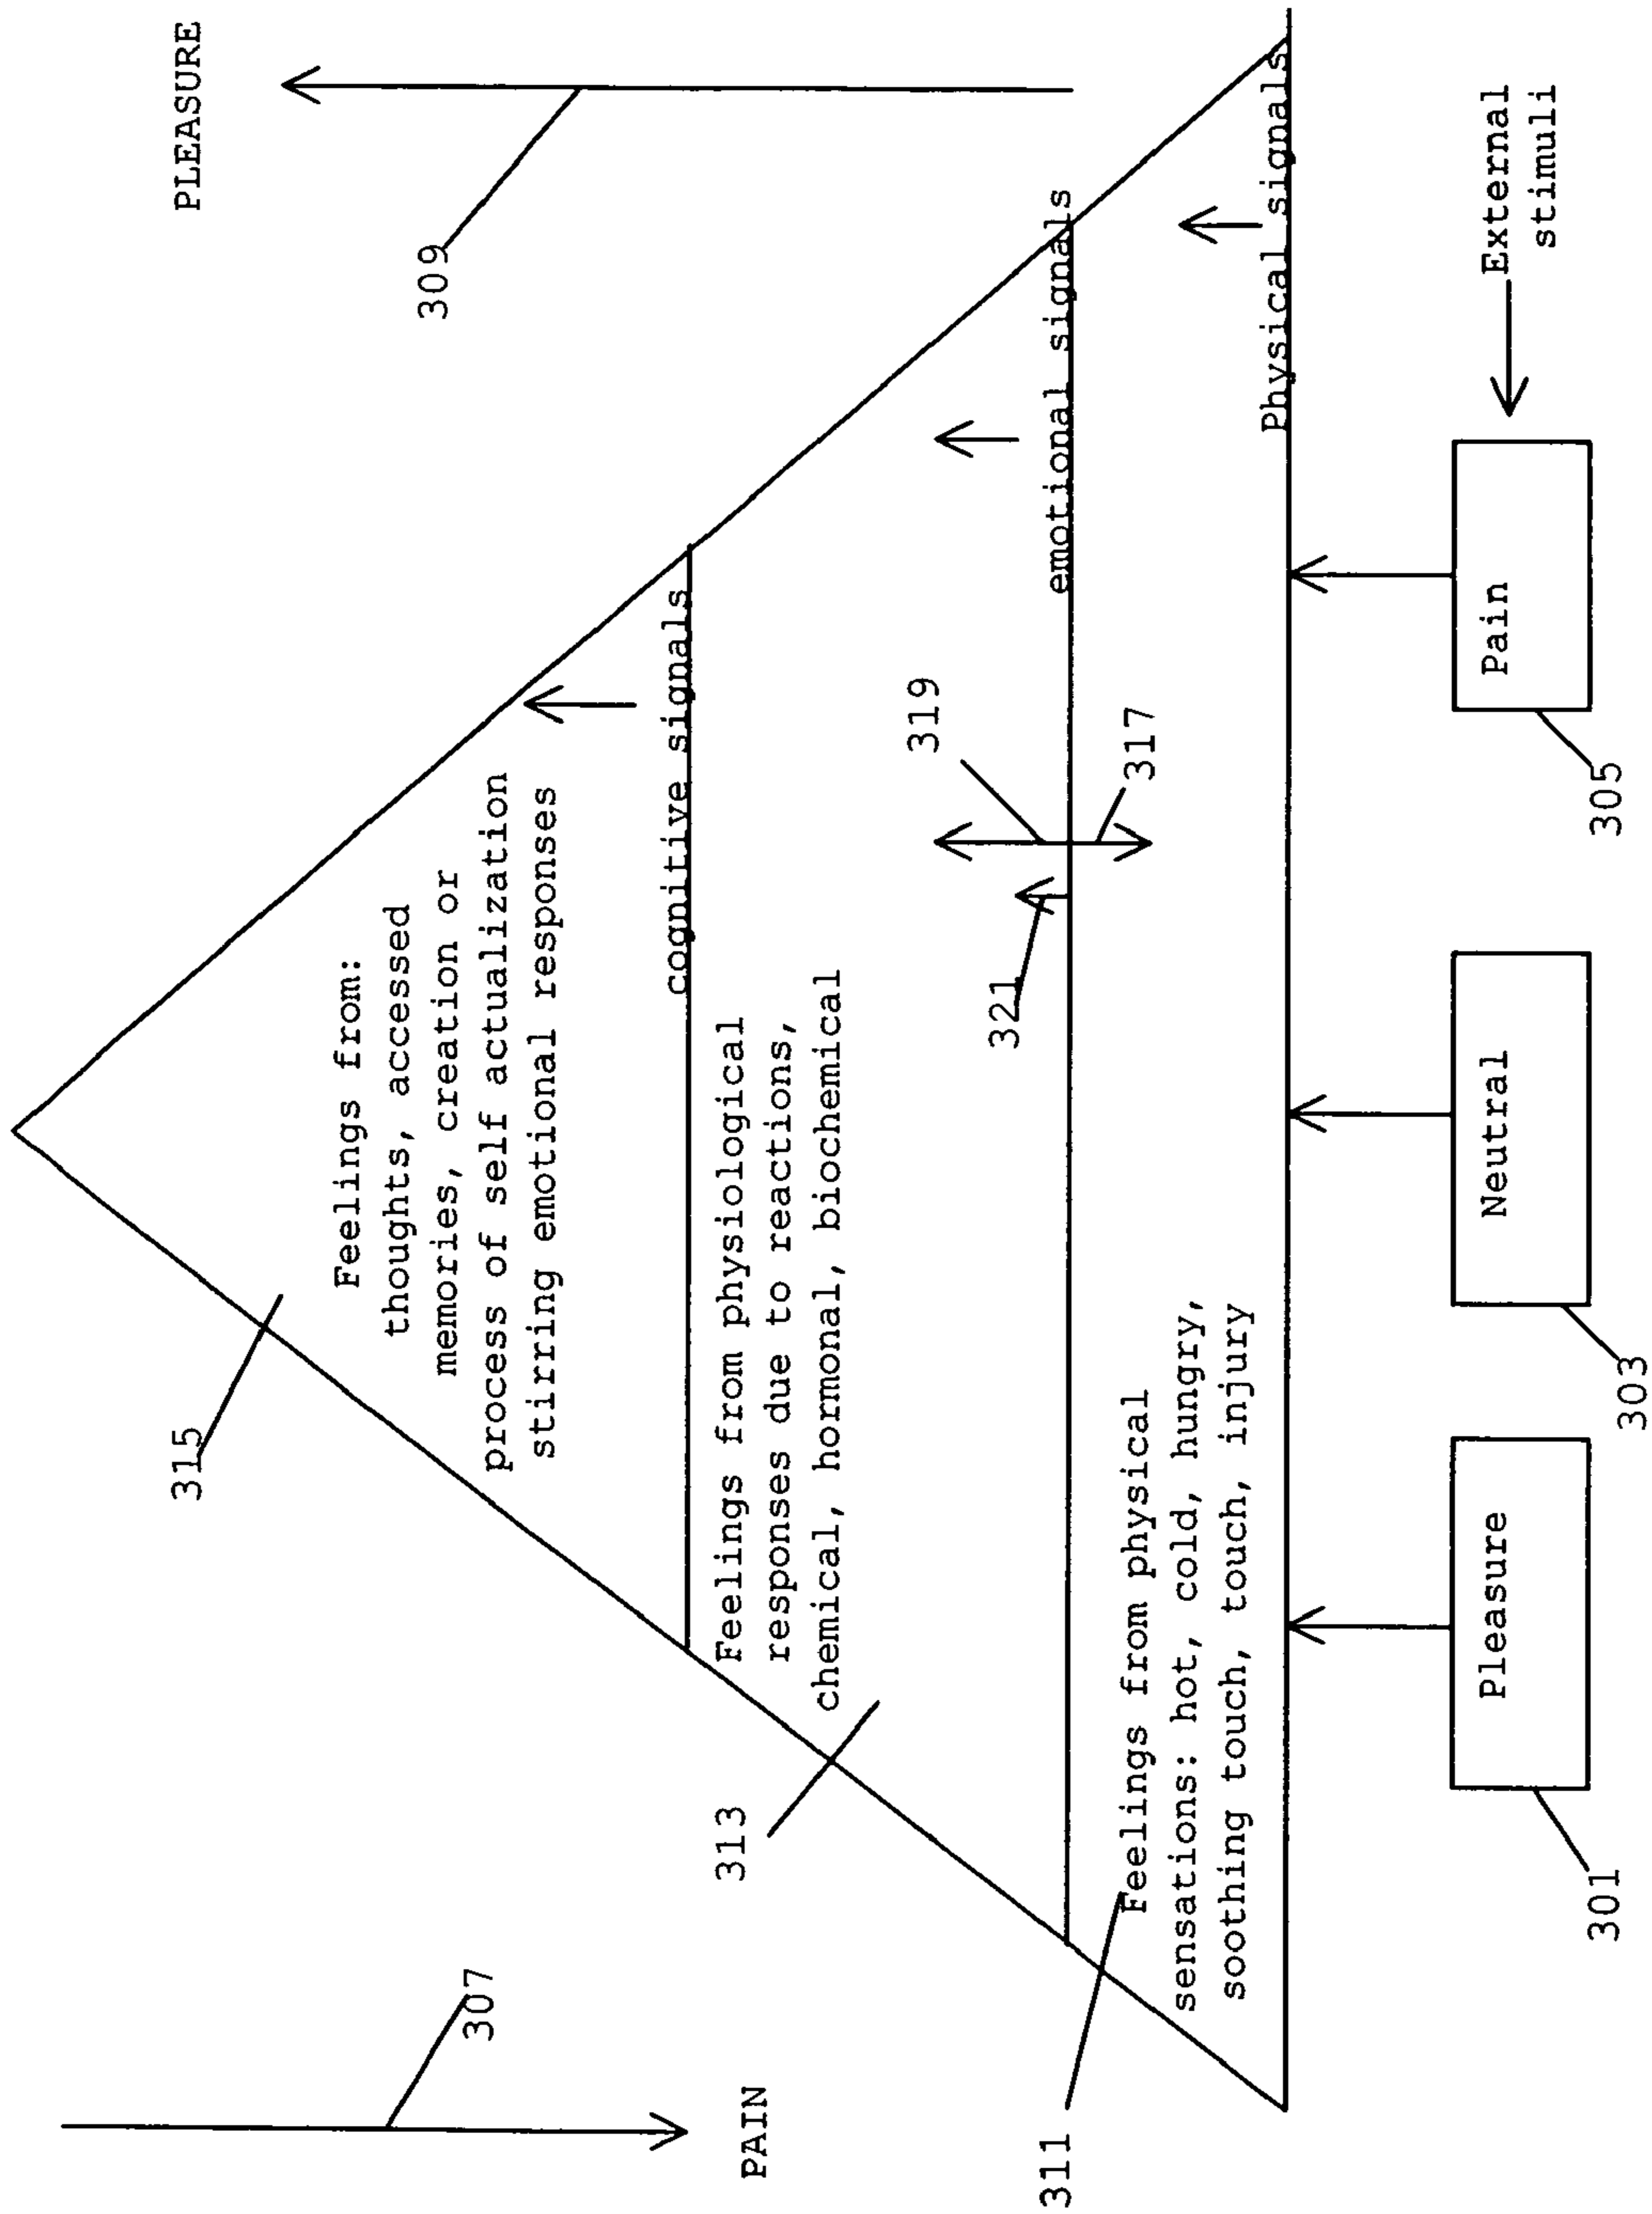 PLEASURE
309
315
Feelings from:
thoughts, accessed
memories, creation or
process of self actualization
stirring emotional responses
307
PAIN
cognitive signals
313
Feelings from physiological
responses due to reactions,
chemical, hormonal, biochemical
319
321
emotional signals
317
311
Feelings from physical
sensations: hot, cold, hungry,
soothing touch, touch, injury
Physical signals
Pleasure
Neutral
Pain
External
stimuli
301
303
305